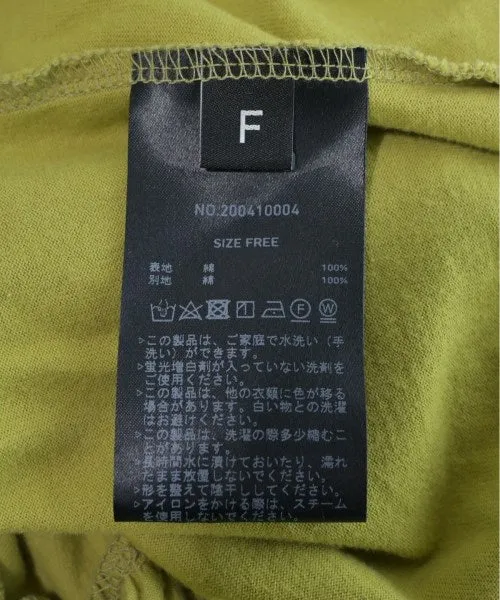 F
NO.200410004
SIZE FREE
表地 綿 100%
別地 綿 100%
F W
▷この製品は、ご家庭で水洗い（手
洗い）ができます。
▷蛍光増白剤が入っていない洗剤を
ご使用ください。
▷この製品は、他の衣類に色が移る
場合があります。白い物との洗濯
はお避けください。
▷この製品は、洗濯の際多少縮むこ
とがあります。
▷長時間水に漬けておいたり、濡れ
たまま放置しないでください。
▷形を整えて陰干ししてください。
▷アイロンをかける際は、スチーム
を使用しないでください。